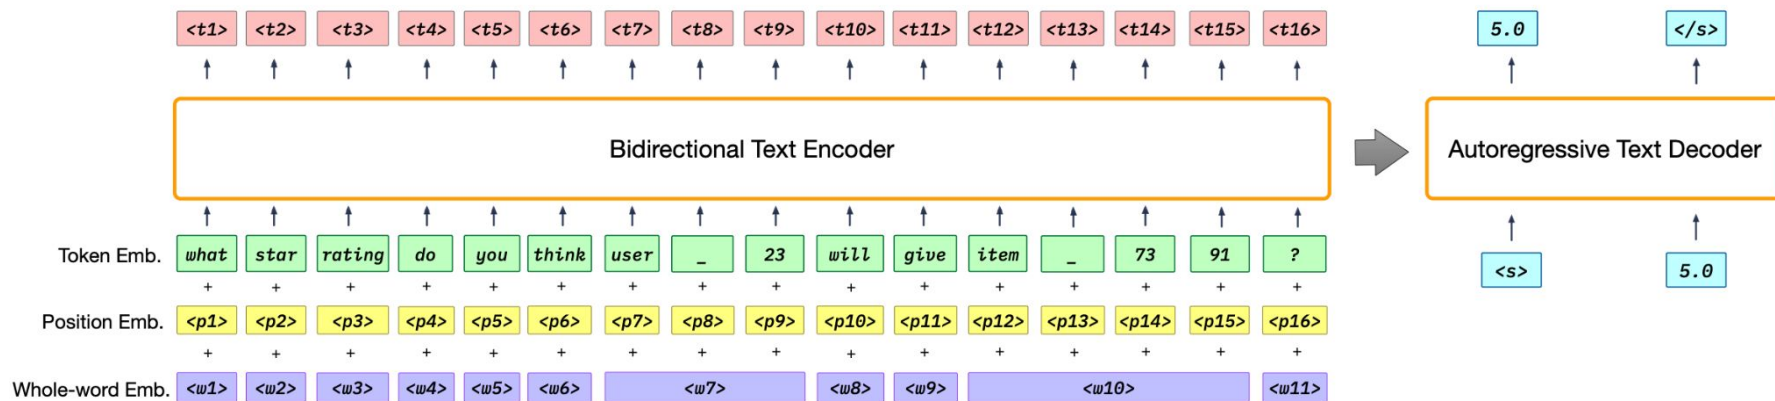 <t1> <t2> <t3> <t4> <t5> <t6> <t7> <t8> <t9> <t10> <t11> <t12> <t13> <t14> <t15> <t16> 5.0 </s>
Bidirectional Text Encoder Autoregressive Text Decoder
Token Emb. what star rating do you think user _ 23 will give item _ 73 91 ? <s> 5.0
+ + + + + + + + + + + + + + + +
Position Emb. <p1> <p2> <p3> <p4> <p5> <p6> <p7> <p8> <p9> <p10> <p11> <p12> <p13> <p14> <p15> <p16>
+ + + + + + + + + + + + + + + +
Whole-word Emb. <w1> <w2> <w3> <w4> <w5> <w6> <w7> <w8> <w9> <w10> <w11>